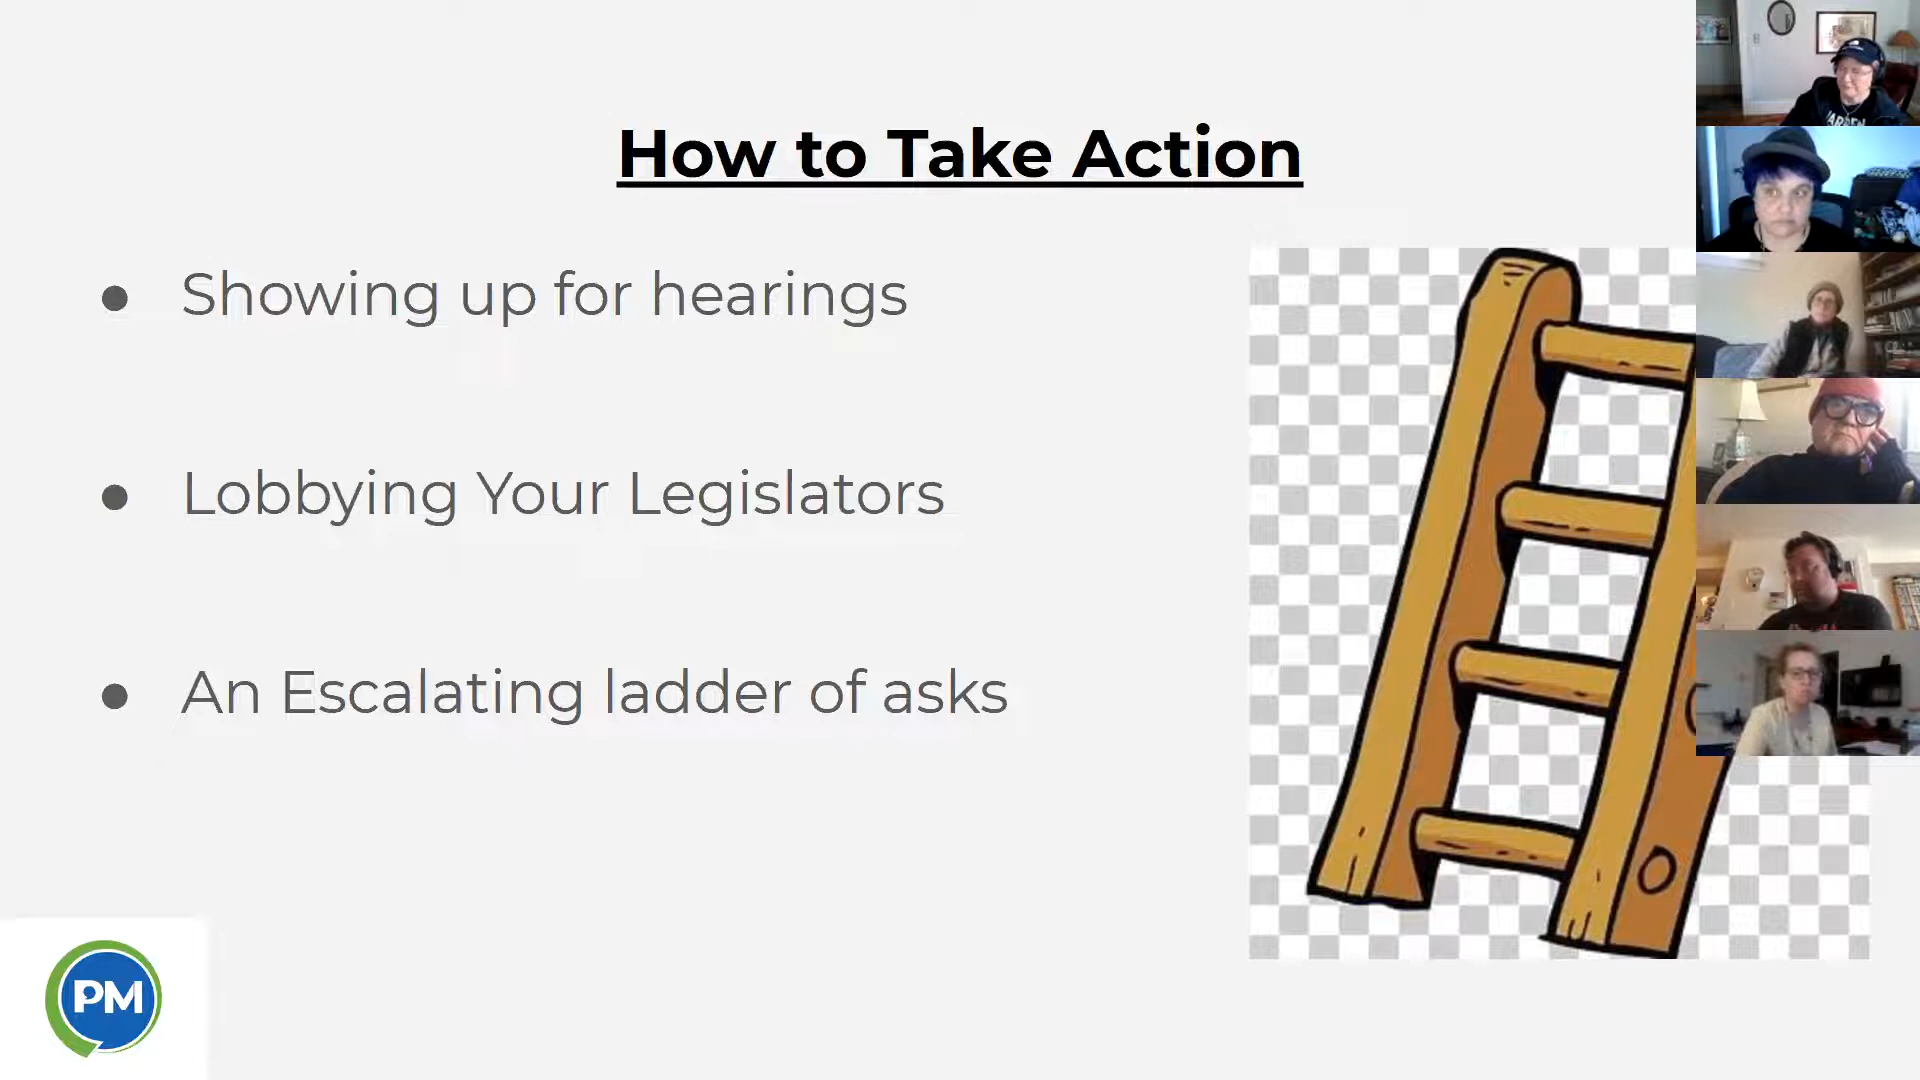 How to Take Action
● Showing up for hearings
● Lobbying Your Legislators
● An Escalating ladder of asks
PM